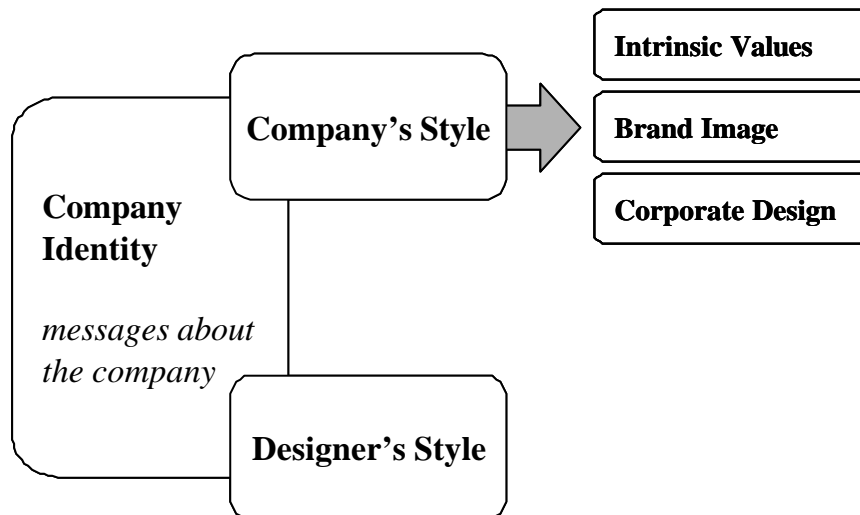 Company
Identity
messages about
the company
Company’s Style
Designer’s Style
Intrinsic Values
Brand Image
Corporate Design